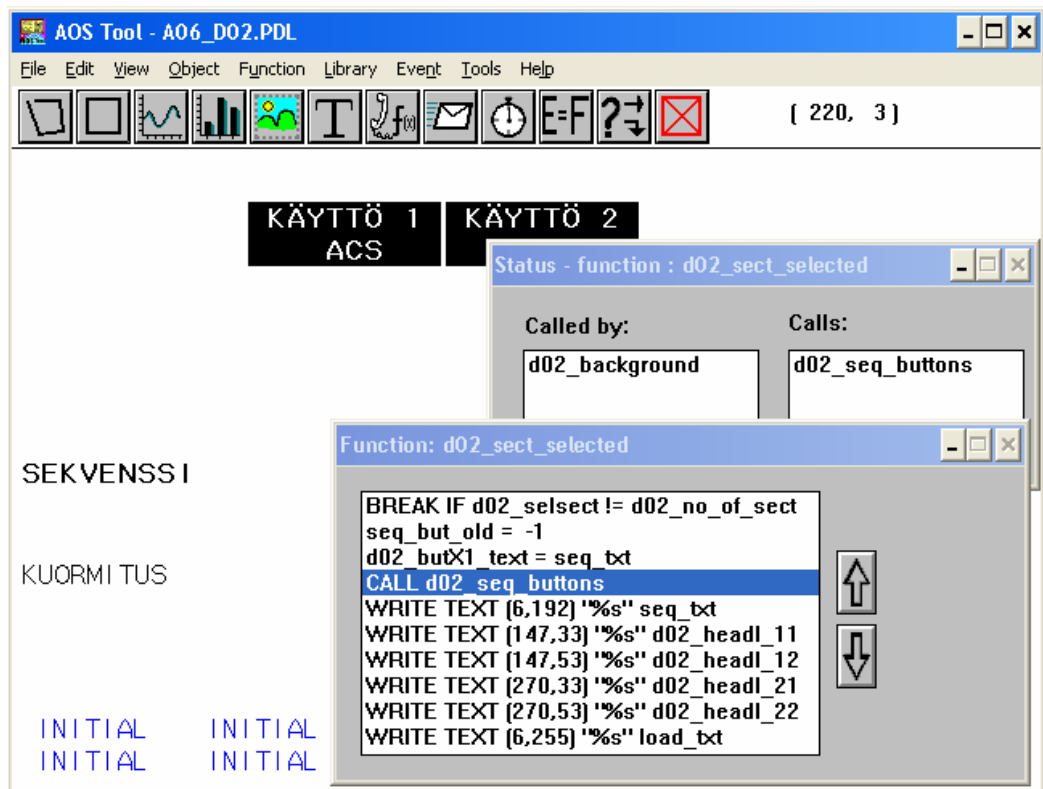 AOS Tool - A06_D02.PDL
File Edit View Object Function Library Event Tools Help
T f(x) E=F ? ( 220, 3)
KÄYTTÖ 1 KÄYTTÖ 2
ACS
Status - function : d02_sect_selected
Called by: Calls:
d02_background d02_seq_buttons
Function: d02_sect_selected
SEKVENSSI
BREAK IF d02_selsect != d02_no_of_sect
seq_but_old = -1
d02_butX1_text = seq_txt
KUORMITUS
CALL d02_seq_buttons
WRITE TEXT (6,192) "%s" seq_txt
WRITE TEXT (147,33) "%s" d02_headl_11
WRITE TEXT (147,53) "%s" d02_headl_12
WRITE TEXT (270,33) "%s" d02_headl_21
WRITE TEXT (270,53) "%s" d02_headl_22
WRITE TEXT (6,255) "%s" load_txt
INITIAL INITIAL
INITIAL INITIAL